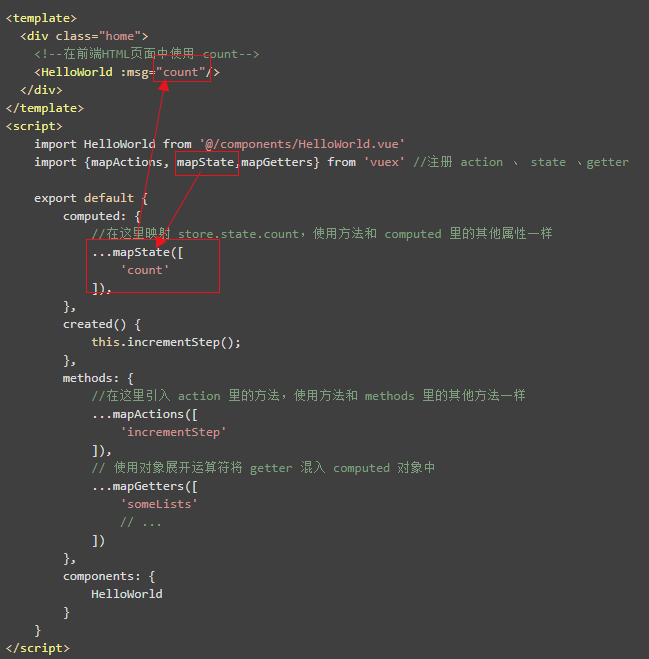 <template>
  <div class="home">
    <!--在前端HTML页面中使用 count-->
    <HelloWorld :msg="count"/>
  </div>
</template>
<script>
    import HelloWorld from '@/components/HelloWorld.vue'
    import {mapActions, mapState,mapGetters} from 'vuex' //注册 action 、 state 、getter

    export default {
        computed: {
            //在这里映射 store.state.count，使用方法和 computed 里的其他属性一样
            ...mapState([
                'count'
            ]),
        },
        created() {
            this.incrementStep();
        },
        methods: {
            //在这里引入 action 里的方法，使用方法和 methods 里的其他方法一样
            ...mapActions([
                'incrementStep'
            ]),
            // 使用对象展开运算符将 getter 混入 computed 对象中
            ...mapGetters([
                'someLists'
                // ...
            ])
        },
        components: {
            HelloWorld
        }
    }
</script>